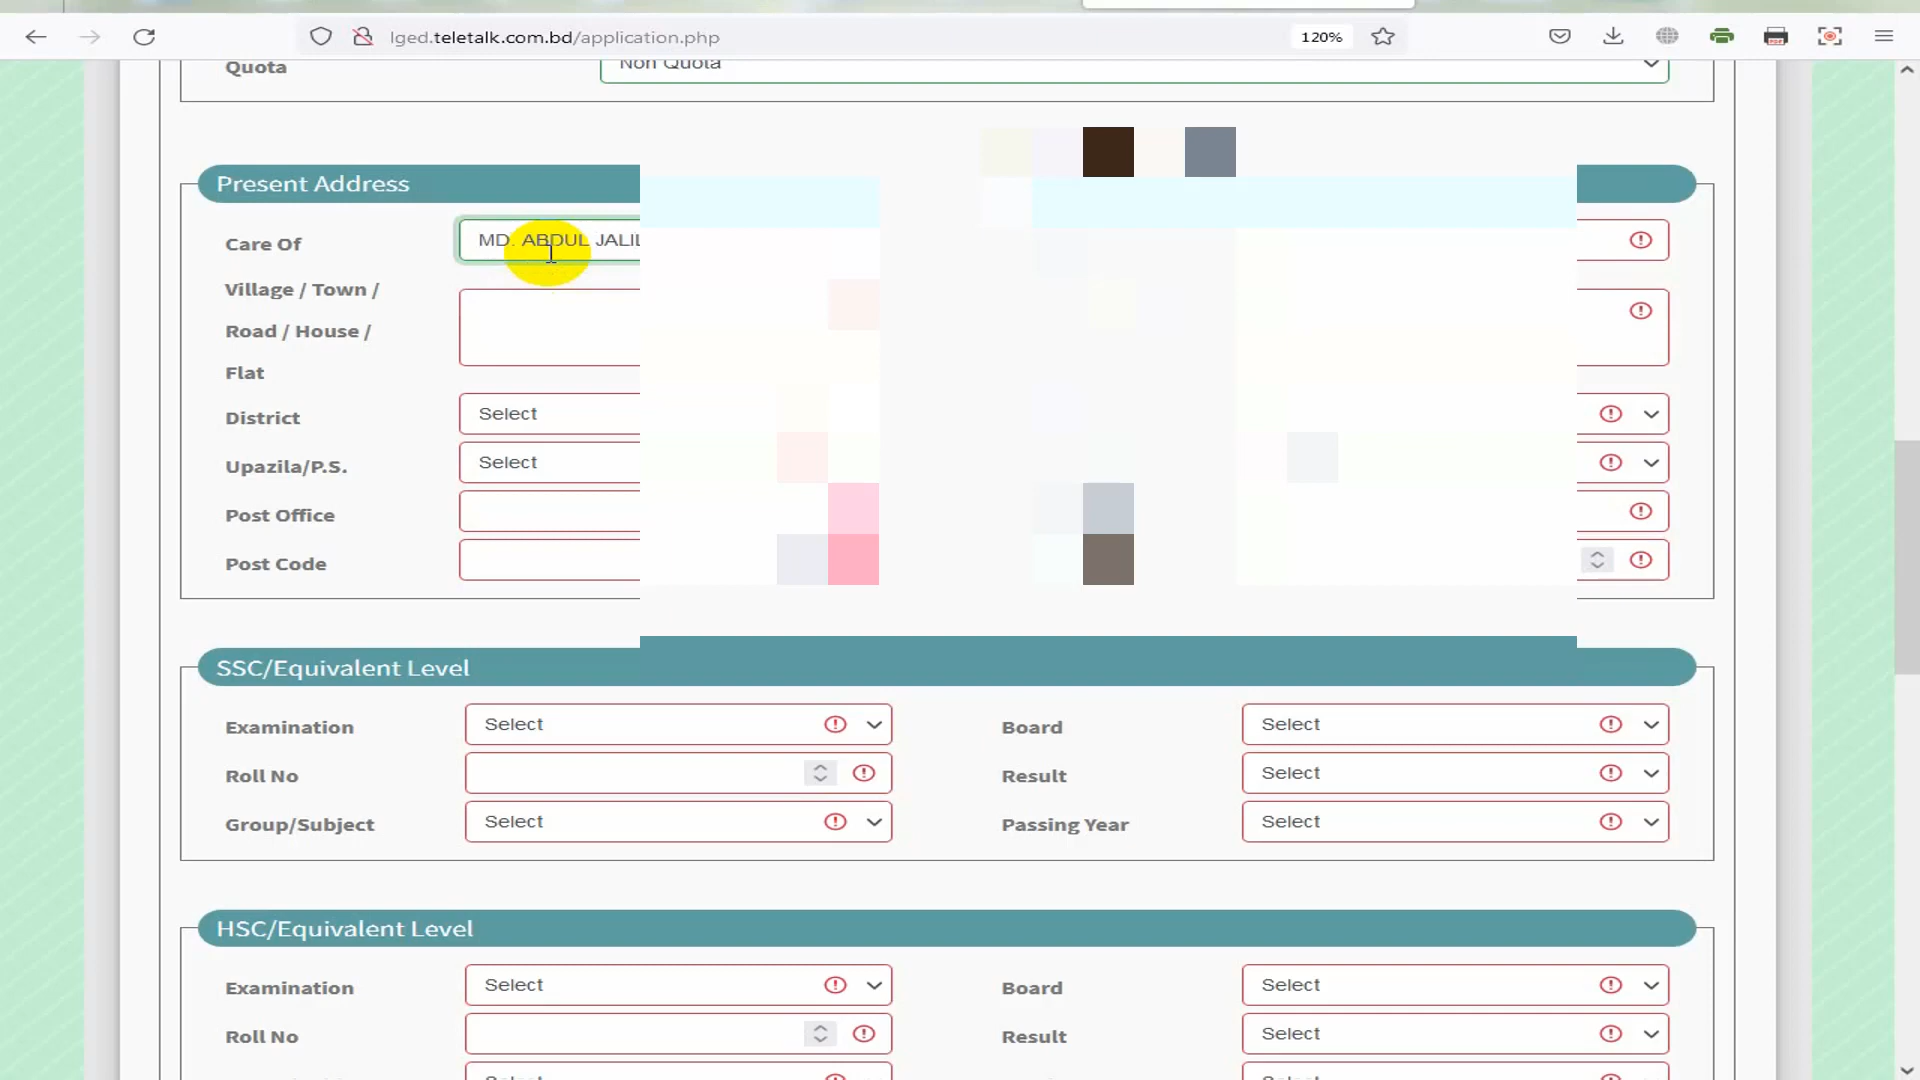 lged.teletalk.com.bd/application.php
120%
Quota
Non Quota
Present Address
Care Of
MD. ABDUL JALIL
Village / Town /
Road / House /
Flat
District
Select
Upazila/P.S.
Select
Post Office
Post Code
SSC/Equivalent Level
Examination
Select
Board
Select
Roll No
Result
Select
Group/Subject
Select
Passing Year
Select
HSC/Equivalent Level
Examination
Select
Board
Select
Roll No
Result
Select